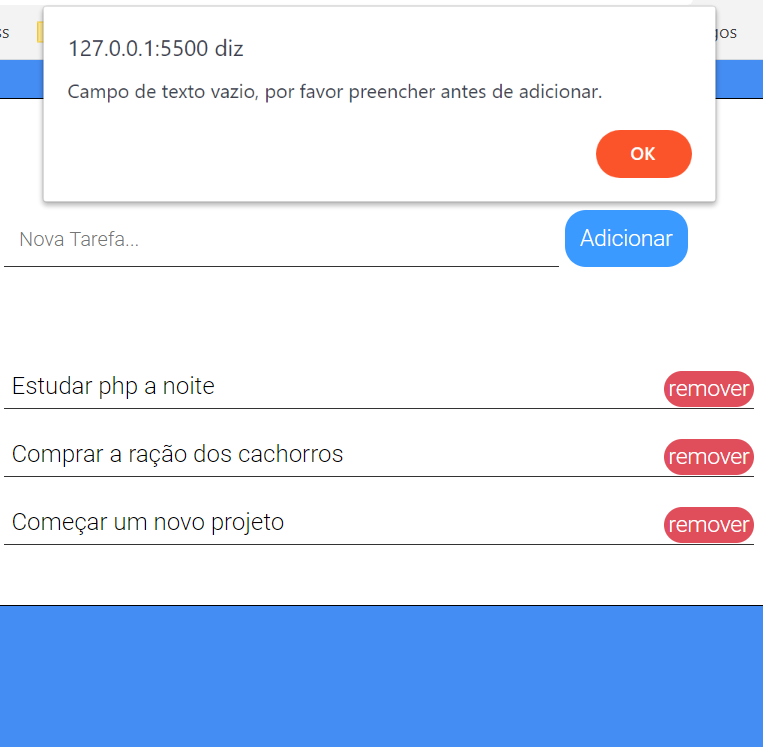 127.0.0.1:5500 diz
Campo de texto vazio, por favor preencher antes de adicionar.
OK
Nova Tarefa...
Adicionar
Estudar php a noite
remover
Comprar a ração dos cachorros
remover
Começar um novo projeto
remover